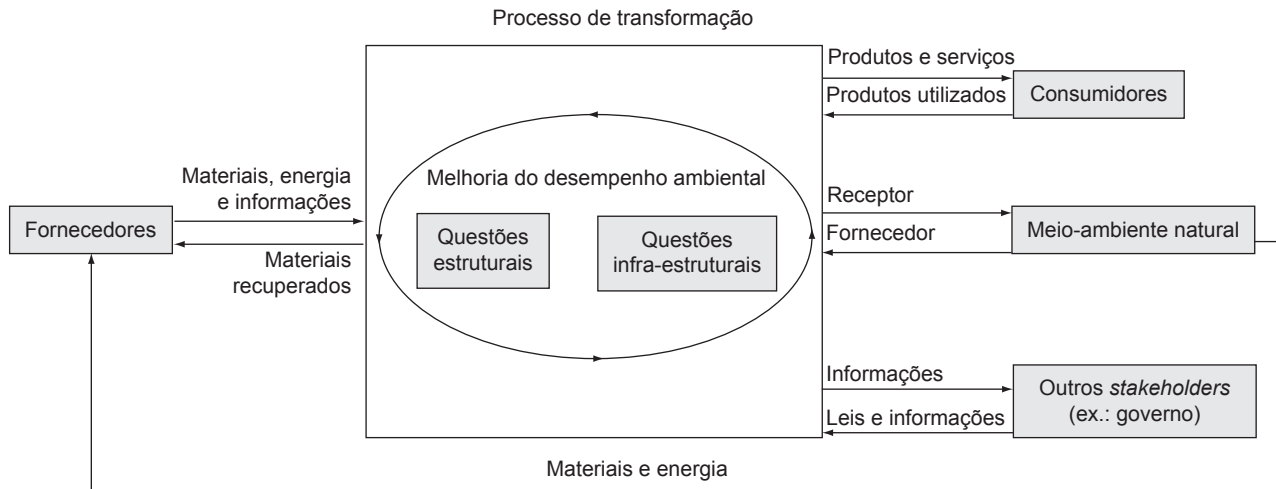 Processo de transformação
Produtos e serviços
Produtos utilizados
Consumidores
Materiais, energia
e informações
Melhoria do desempenho ambiental
Receptor
Fornecedores
Questões
estruturais
Questões
infra-estruturais
Fornecedor
Meio-ambiente natural
Materiais
recuperados
Informações
Outros stakeholders
(ex.: governo)
Leis e informações
Materiais e energia